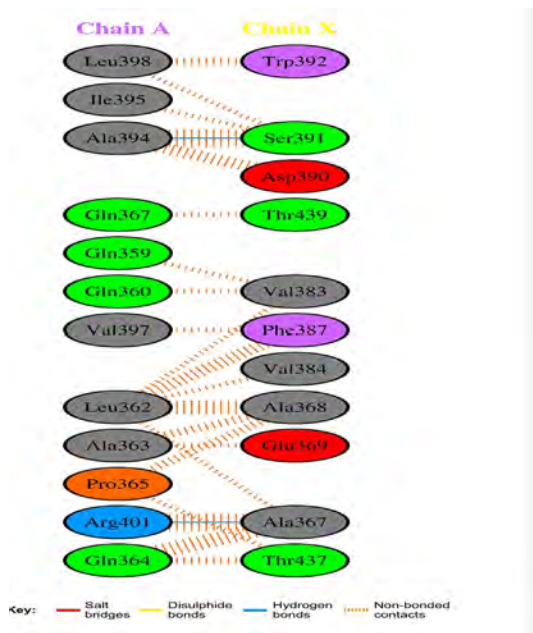 Chain A Chain X
Leu398 Trp392
Ile395
Ala394 Ser391
Asp390
Gln367 Thr439
Gln359
Gln360 Val383
Val397 Phe387
Val384
Leu362 Ala368
Ala363 Glu369
Pro365
Arg401 Ala367
Gln364 Thr437
Key: Salt bridges Disulphide bonds Hydrogen bonds Non-bonded contacts